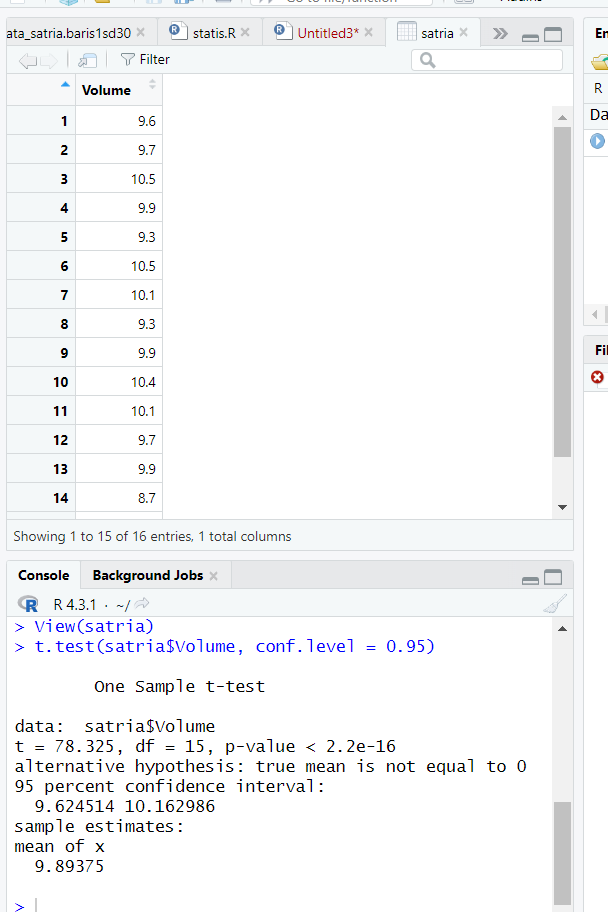 ata_satria.baris1sd30
statis.R
Untitled3*
satria
En
Filter
R
Da
Volume
1 9.6
2 9.7
3 10.5
4 9.9
5 9.3
6 10.5
7 10.1
8 9.3
9 9.9
10 10.4
11 10.1
12 9.7
13 9.9
14 8.7
Fil
Showing 1 to 15 of 16 entries, 1 total columns
Console
Background Jobs
R 4.3.1 · ~/
> View(satria)
> t.test(satria$Volume, conf.level = 0.95)
One Sample t-test
data: satria$Volume
t = 78.325, df = 15, p-value < 2.2e-16
alternative hypothesis: true mean is not equal to 0
95 percent confidence interval:
9.624514 10.162986
sample estimates:
mean of x
9.89375
>